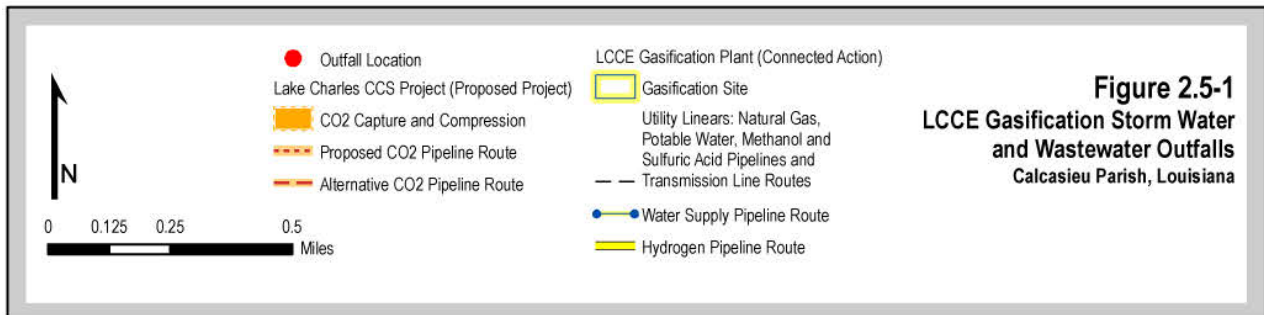 N
0 0.125 0.25 0.5
Miles
Outfall Location
Lake Charles CCS Project (Proposed Project)
CO2 Capture and Compression
Proposed CO2 Pipeline Route
Alternative CO2 Pipeline Route
LCCE Gasification Plant (Connected Action)
Gasification Site
Utility Linears: Natural Gas,
Potable Water, Methanol and
Sulfuric Acid Pipelines and
Transmission Line Routes
Water Supply Pipeline Route
Hydrogen Pipeline Route
Figure 2.5-1
LCCE Gasification Storm Water
and Wastewater Outfalls
Calcasieu Parish, Louisiana